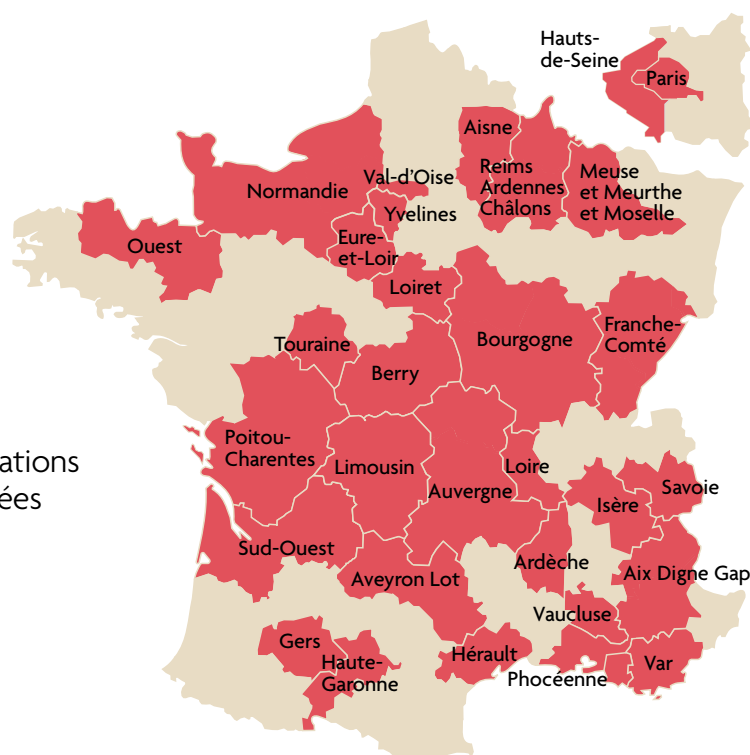 Hauts-
de-Seine
Paris
Aisne
Reims
Ardennes
Châlons
Meuse
et Meurthe
et Moselle
Val-d’Oise
Normandie
Yvelines
Ouest
Eure-
et-Loir
Loiret
Bourgogne
Franche-
Comté
Touraine
Berry
Poitou-
Charentes
Limousin
Loire
Auvergne
Savoie
Isère
ations
ées
Sud-Ouest
Aveyron Lot
Ardèche
Aix Digne Gap
Vaucluse
Gers
Haute-
Garonne
Hérault
Phocéenne
Var